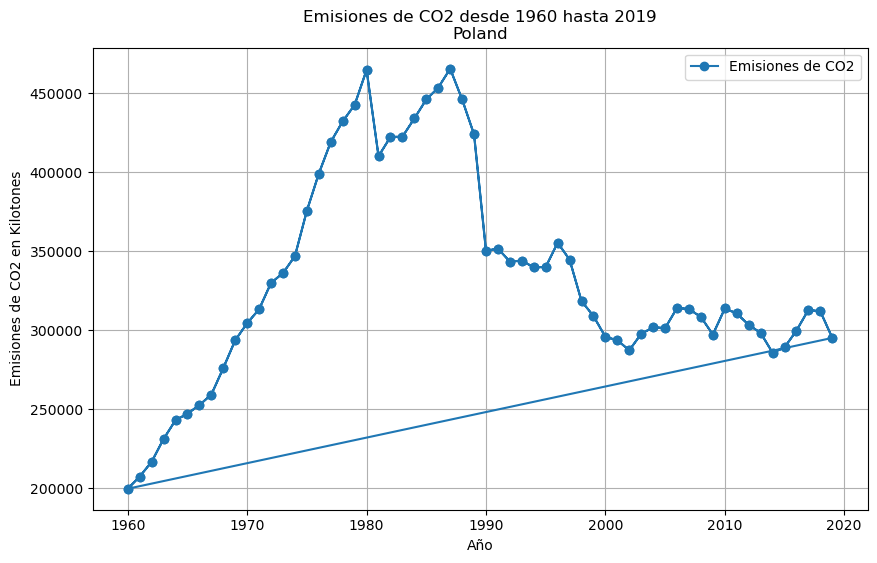 Emisiones de CO2 desde 1960 hasta 2019
Poland
Emisiones de CO2
Emisiones de CO2 en Kilotones
450000
400000
350000
300000
250000
200000
1960
1970
1980
1990
2000
2010
2020
Año